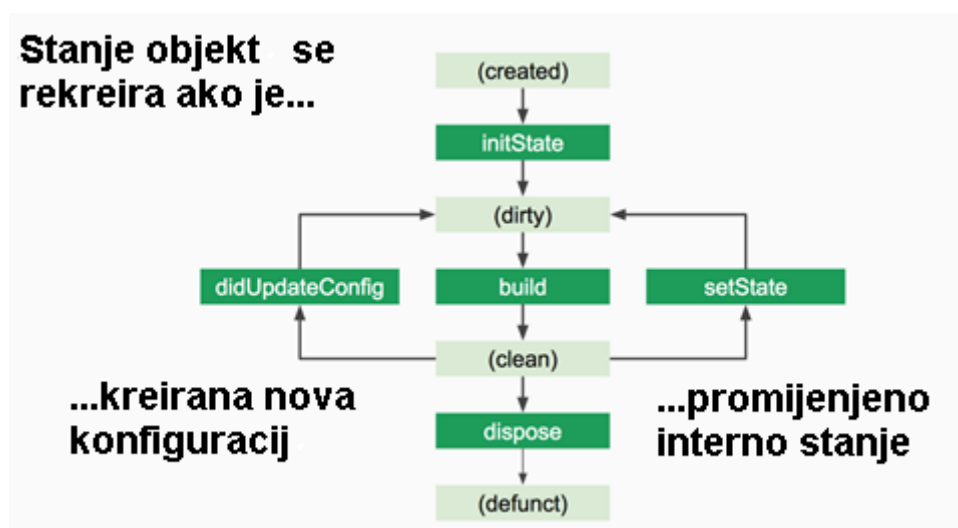 Stanje objekt se
rekreira ako je...
(created)
initState
(dirty)
didUpdateConfig
build
setState
(clean)
...kreirana nova
konfiguracij
...promijenjeno
interno stanje
dispose
(defunct)